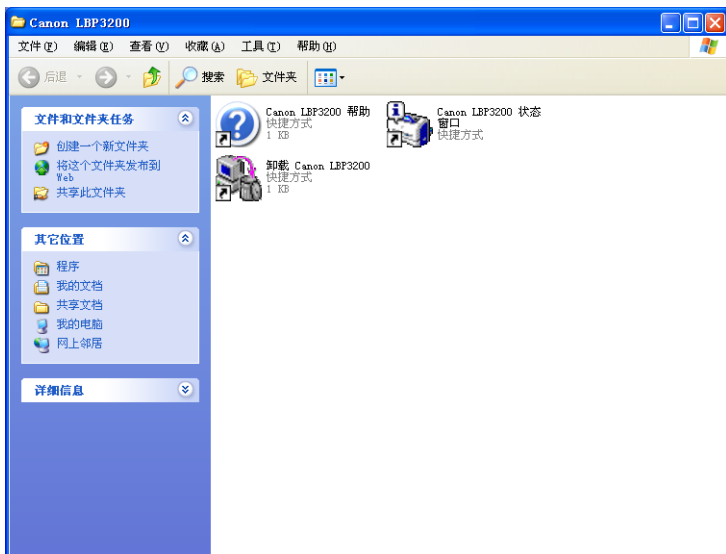 Canon LBP3200
文件(F) 编辑(E) 查看(V) 收藏(A) 工具(T) 帮助(H)
后退 搜索 文件夹
文件和文件夹任务
创建一个新文件夹
将这个文件夹发布到
Web
共享此文件夹
其它位置
程序
我的文档
共享文档
我的电脑
网上邻居
详细信息
Canon LBP3200 帮助
快捷方式
1 KB
Canon LBP3200 状态
窗口
快捷方式
卸载 Canon LBP3200
快捷方式
1 KB